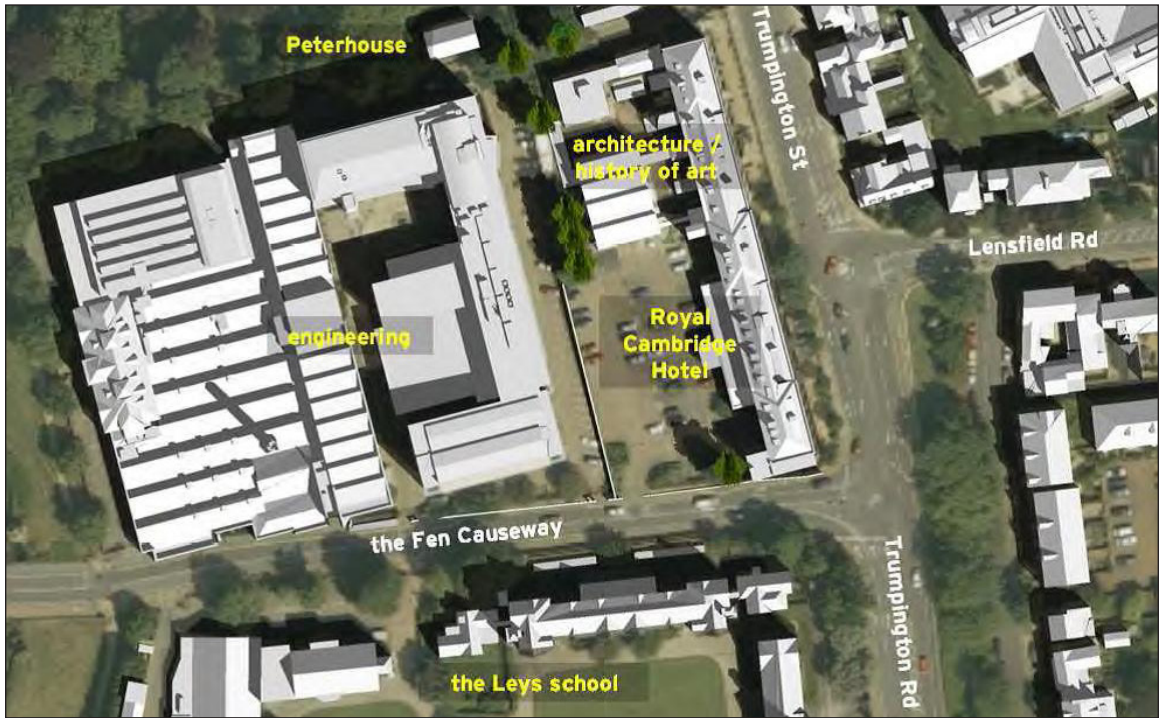 Peterhouse
Trumpington St
architecture /
history of art
Lensfield Rd
engineering
Royal
Cambridge
Hotel
the Fen Causeway
Trumpington Rd
the Leys school